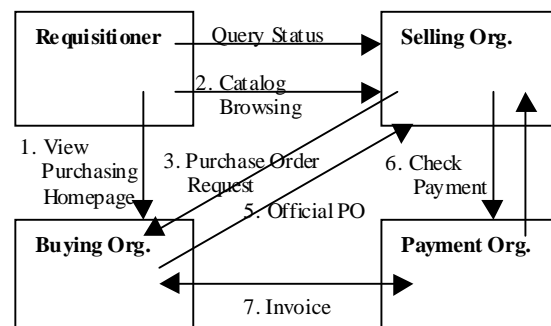 Requisitioner
Selling Org.
Query Status
2. Catalog
Browsing
1. View
Purchasing
Homepage
3. Purchase Order
Request
6. Check
Payment
5. Official PO
Buying Org.
Payment Org.
7. Invoice